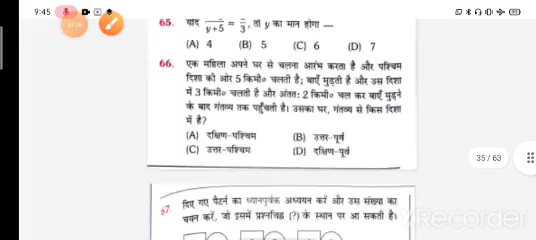 9:45
65. यदि y+5 = 3, तो y का मान होगा —
(A) 4 (B) 5 (C) 6 (D) 7
66. एक महिला अपने घर से चलना आरंभ करता है और पश्चिम
दिशा की ओर 5 किमी० चलती है; बाएँ मुड़ती है और उस दिशा
में 3 किमी० चलती है और अंततः 2 किमी० चल कर बाएँ मुड़ने
के बाद गंतव्य तक पहुँचती है। उसका घर, गंतव्य से किस दिशा
में है?
(A) दक्षिण-पश्चिम (B) उत्तर-पूर्व
(C) उत्तर-पश्चिम (D) दक्षिण-पूर्व
35 / 63
67. दिए गए पैटर्न का ध्यानपूर्वक अध्ययन करें और उस संख्या का
चयन करें, जो इसमें प्रश्नचिह्न (?) के स्थान पर आ सकती है।
XRecorder